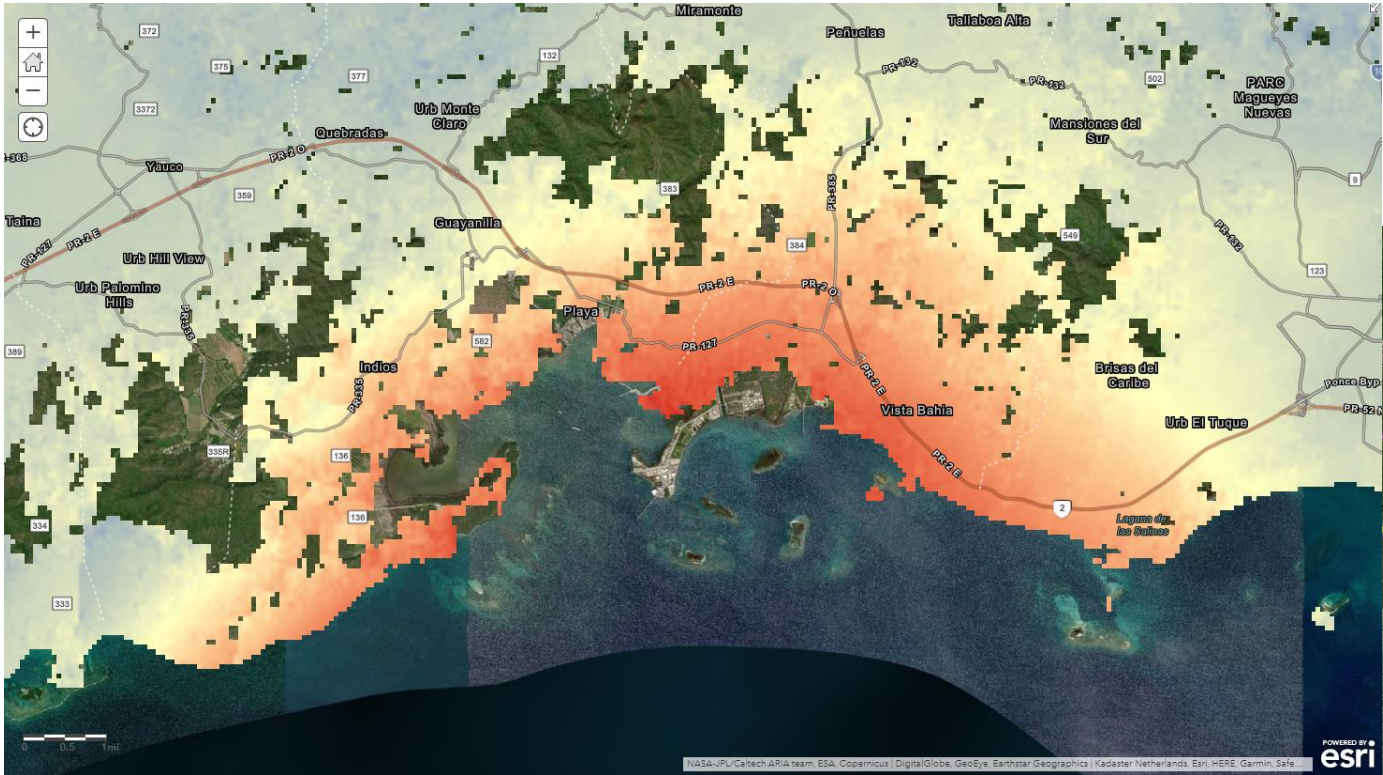 Miramonte
Tallaboa Alta
372
Peñuelas
132
PR-132
375
377
502
PR-132
PARC
Magueyes
Nuevas
3372
Urb Monte
Claro
Mansiones del
Sur
Quebradas
PR-2 O
Yauco
383
PR-385
9
359
Taina
Guayanilla
549
PR-132
PR-127
PR-2 E
384
Urb Hill View
123
Urb Palomino
Hills
PR-2 E
PR-2 O
PR-335
Playa
582
PR-127
389
Indios
Brisas del
Caribe
Ponce Byp
PR-335
PR-2 E
Vista Bahia
PR-52
Urb El Tuque
335R
136
PR-2 E
2
136
Laguna de
las Salinas
334
333
0 0.5 1mi
NASA-JPL/Caltech ARIA team, ESA, Copernicus | DigitalGlobe, GeoEye, Earthstar Geographics | Kadaster Netherlands, Esri, HERE, Garmin, Safe...
POWERED BY
esri